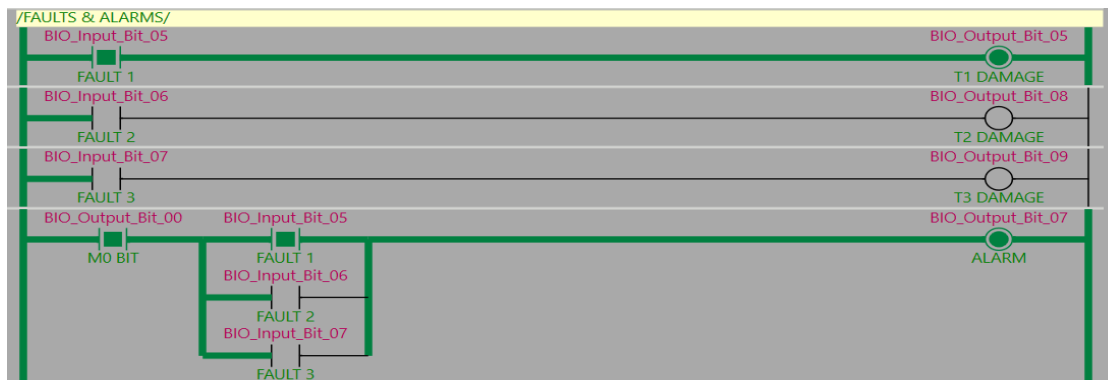 /FAULTS & ALARMS/
BIO_Input_Bit_05 BIO_Output_Bit_05
FAULT 1 T1 DAMAGE
BIO_Input_Bit_06 BIO_Output_Bit_08
FAULT 2 T2 DAMAGE
BIO_Input_Bit_07 BIO_Output_Bit_09
FAULT 3 T3 DAMAGE
BIO_Output_Bit_00 BIO_Input_Bit_05 BIO_Output_Bit_07
M0 BIT FAULT 1 ALARM
BIO_Input_Bit_06
FAULT 2
BIO_Input_Bit_07
FAULT 3